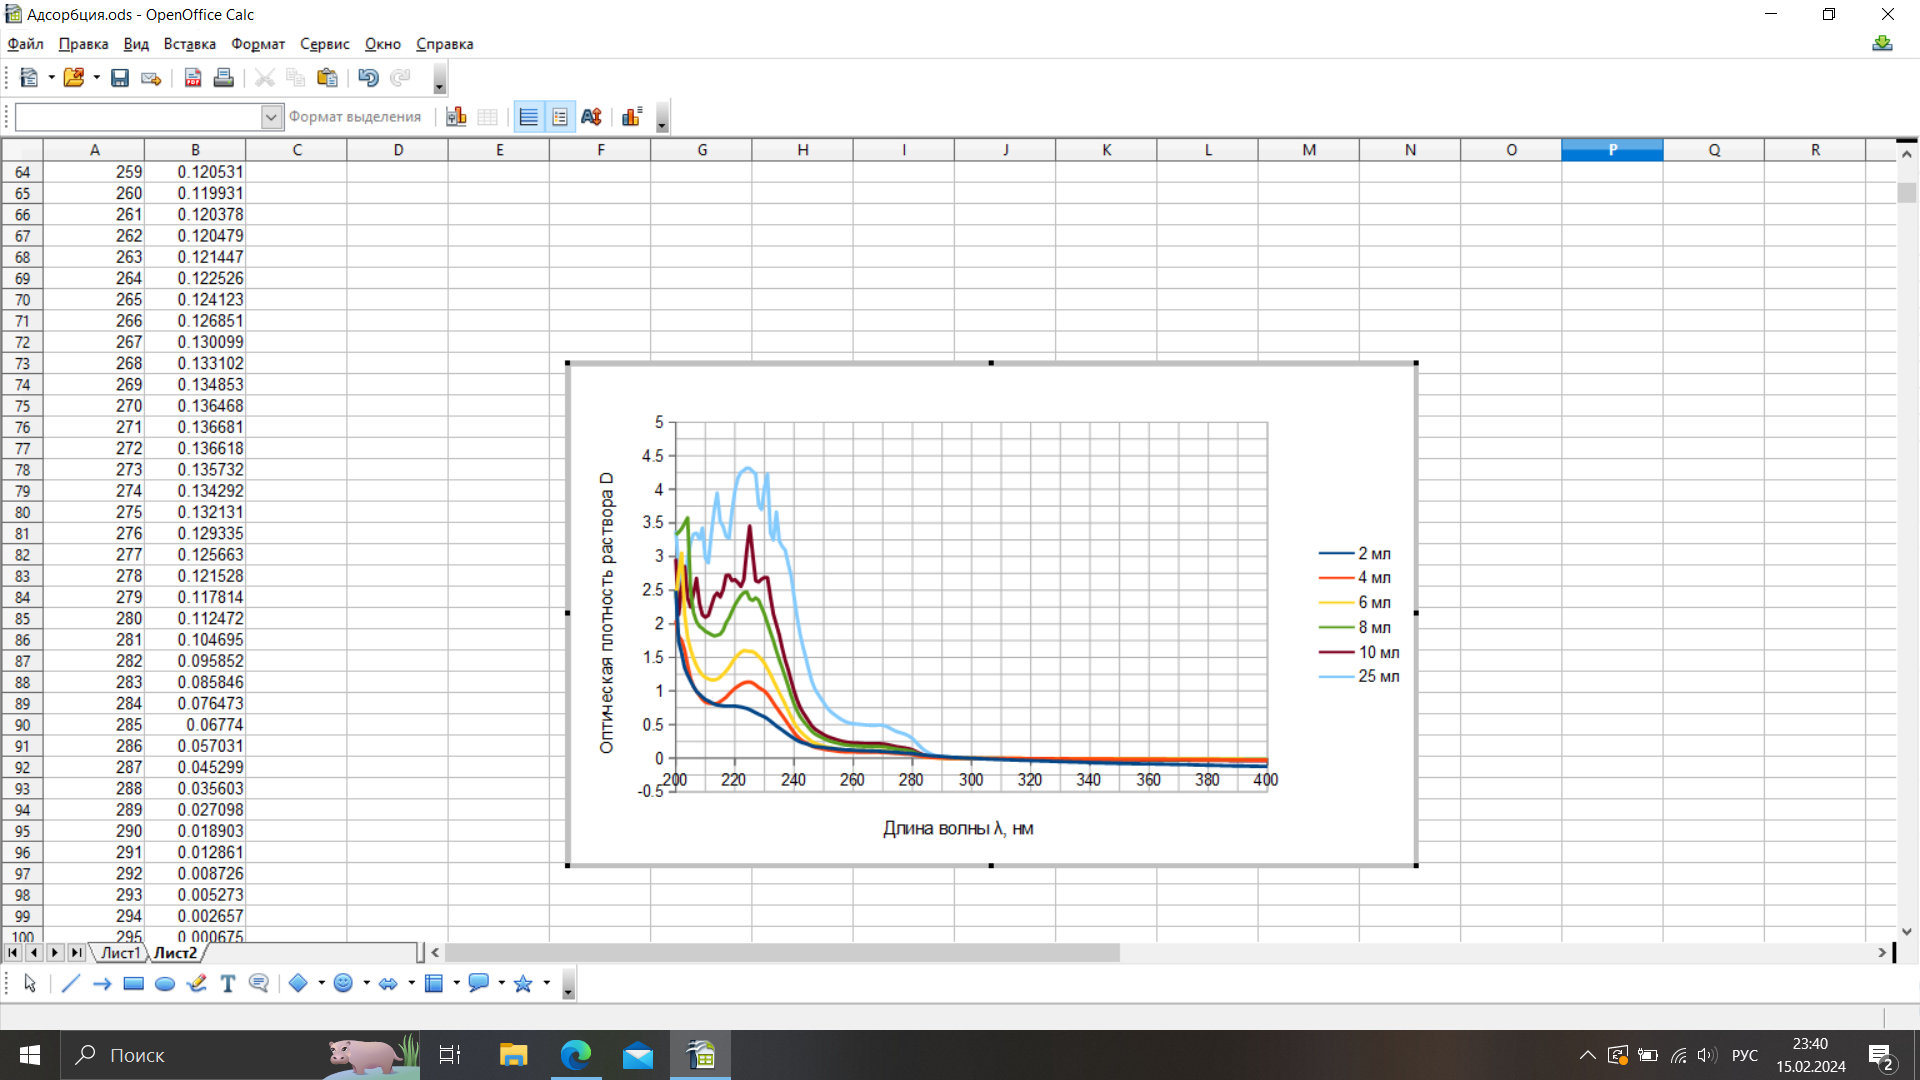 Адсорбция.ods - OpenOffice Calc
Файл Правка Вид Вставка Формат Сервис Окно Справка
Формат выделения
A B C D E F G H I J K L M N O P Q R
64 259 0.120531
65 260 0.119931
66 261 0.120378
67 262 0.120479
68 263 0.121447
69 264 0.122526
70 265 0.124123
71 266 0.126851
72 267 0.130099
73 268 0.133102
74 269 0.134853
75 270 0.136468
76 271 0.136681
77 272 0.136618
78 273 0.135732
79 274 0.134292
80 275 0.132131
81 276 0.129335
82 277 0.125663
83 278 0.121528
84 279 0.117814
85 280 0.112472
86 281 0.104695
87 282 0.095852
88 283 0.085846
89 284 0.076473
90 285 0.06774
91 286 0.057031
92 287 0.045299
93 288 0.035603
94 289 0.027098
95 290 0.018903
96 291 0.012861
97 292 0.008726
98 293 0.005273
99 294 0.002657
100 295 0.000675
Оптическая плотность раствора D
5
4.5
4
3.5
3
2.5
2
1.5
1
0.5
0
-0.5
200 220 240 260 280 300 320 340 360 380 400
Длина волны λ, нм
2 мл
4 мл
6 мл
8 мл
10 мл
25 мл
Лист1 Лист2
Поиск
РУС
23:40
15.02.2024
2